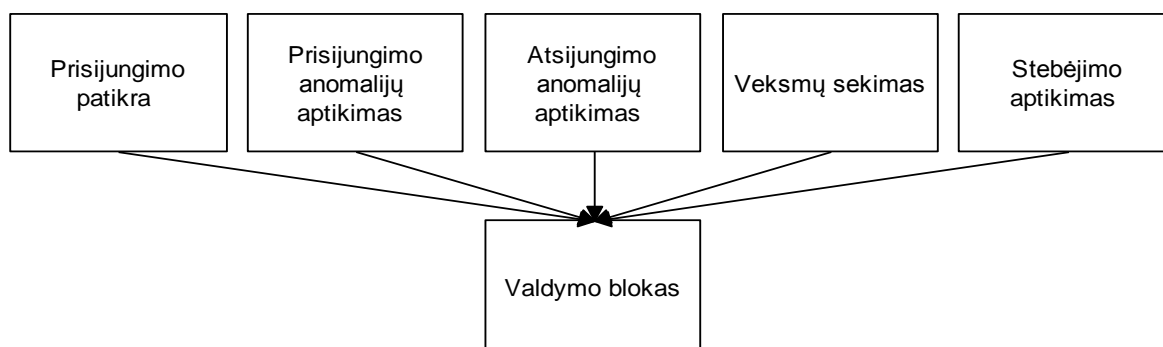 Prisijungimo
patikra
Prisijungimo
anomalijų
aptikimas
Atsijungimo
anomalijų
aptikimas
Veksmų sekimas
Stebėjimo
aptikimas
Valdymo blokas